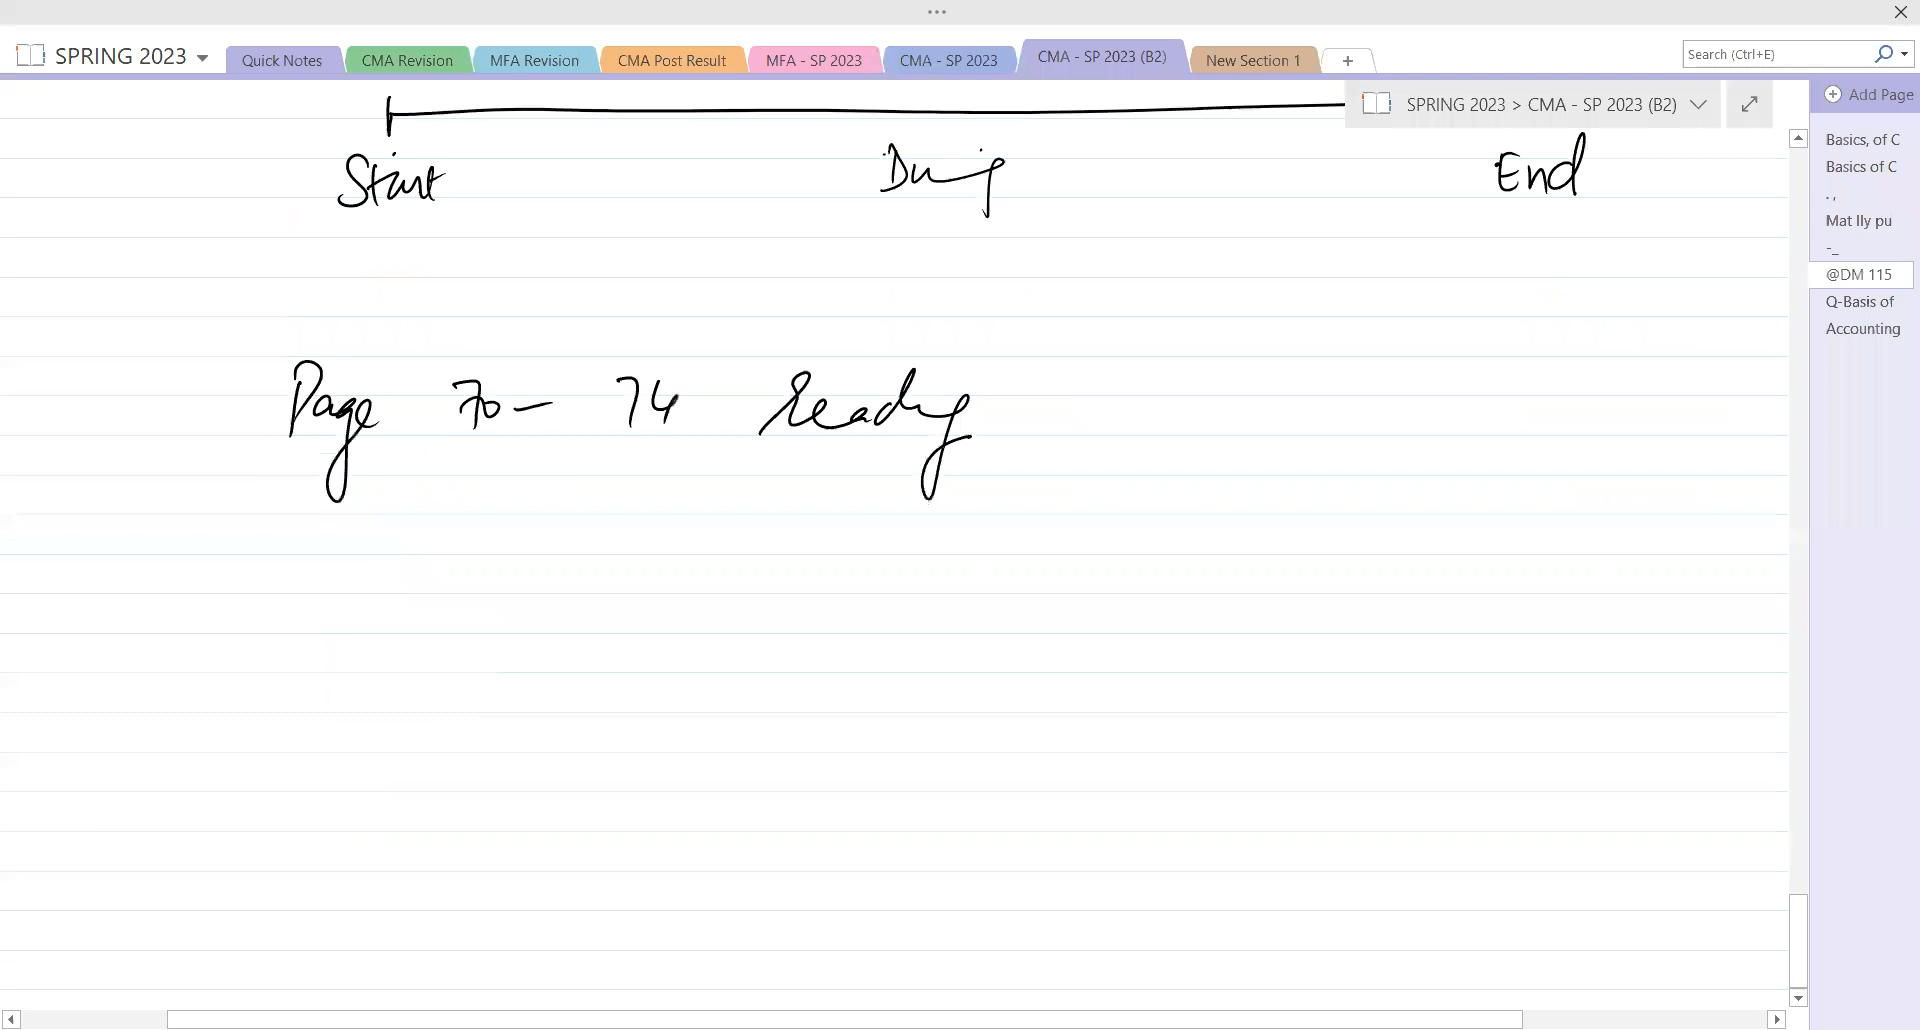 SPRING 2023 Quick Notes CMA Revision MFA Revision CMA Post Result MFA - SP 2023 CMA - SP 2023 CMA - SP 2023 (B2) New Section 1 + Search (Ctrl+E)
SPRING 2023 > CMA - SP 2023 (B2)
Start During End
Page 70 - 74 Reading
Add Page
Basics, of C
Basics of C
. ,
Mat lly pu
-_
@DM 115
Q-Basis of
Accounting